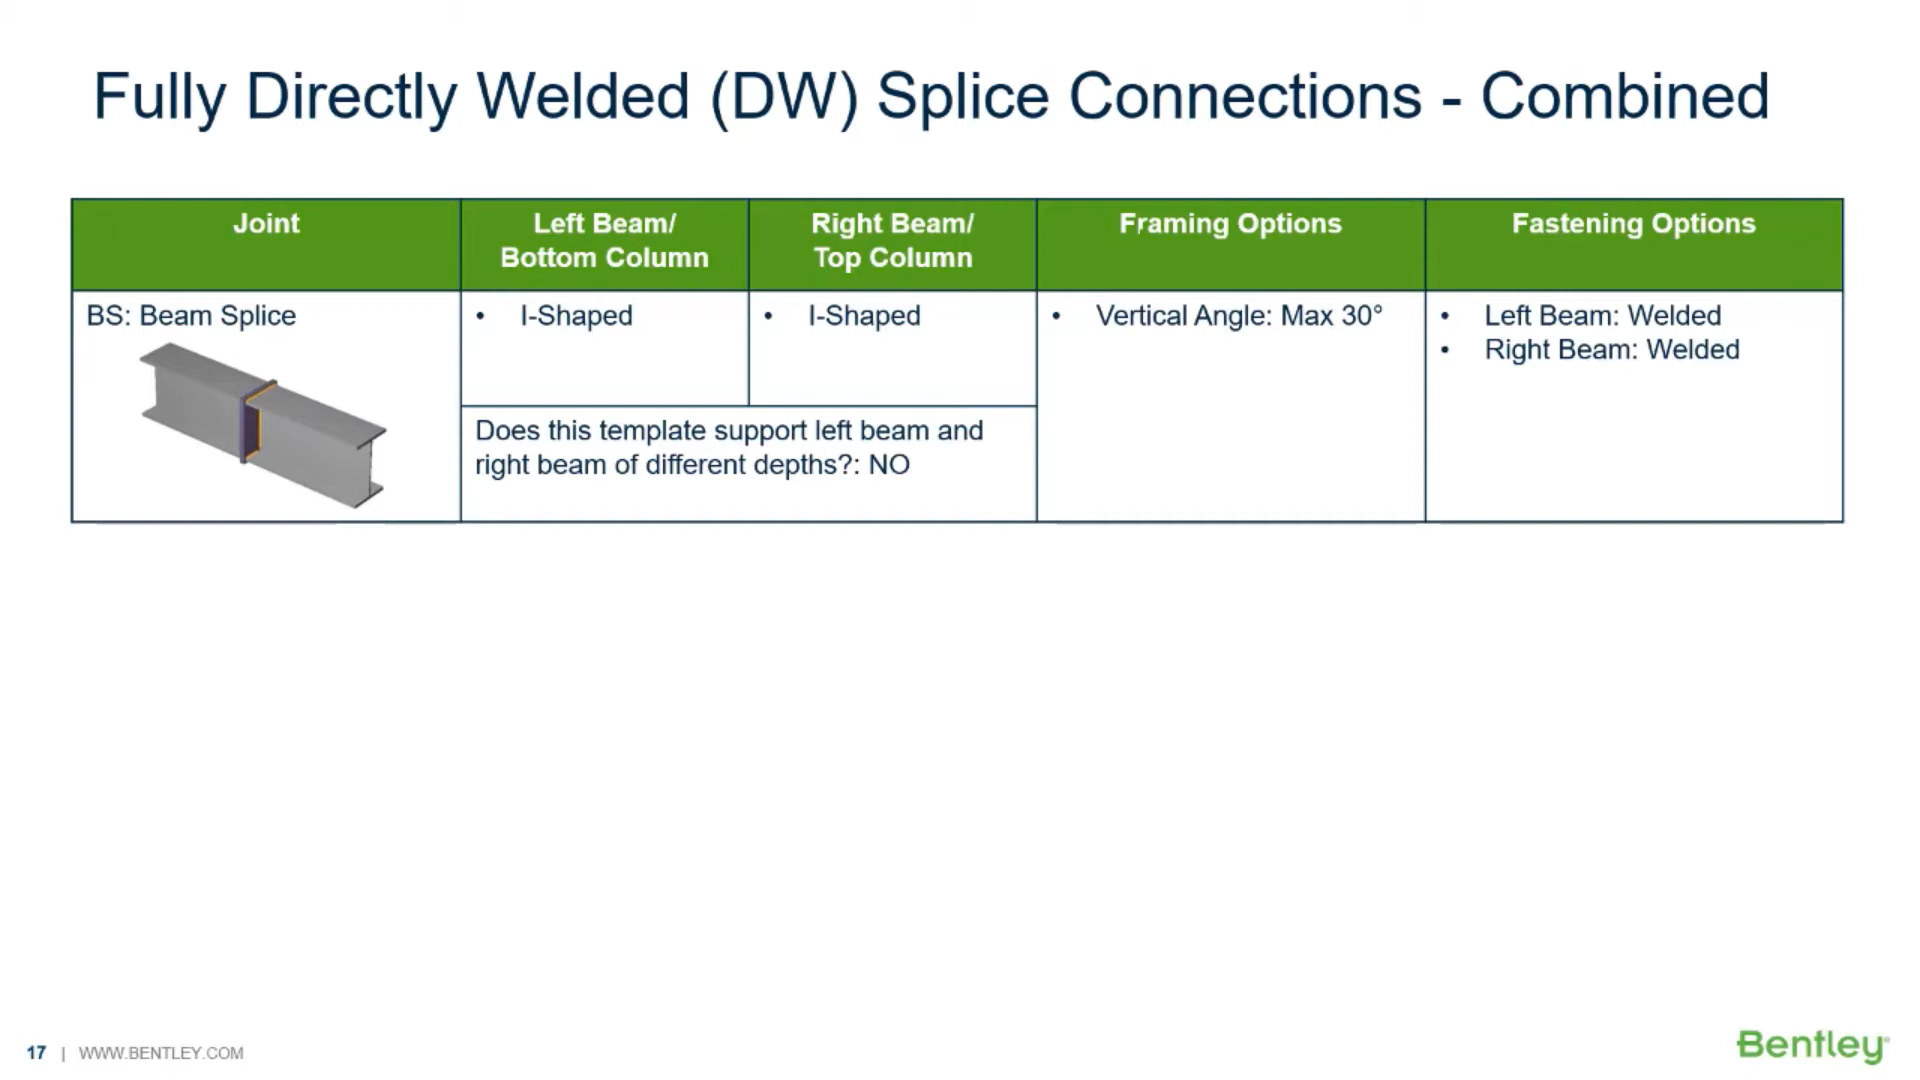 Fully Directly Welded (DW) Splice Connections - Combined
Joint
Left Beam/
Bottom Column
Right Beam/
Top Column
Framing Options
Fastening Options
BS: Beam Splice
• I-Shaped
• I-Shaped
• Vertical Angle: Max 30°
• Left Beam: Welded
• Right Beam: Welded
Does this template support left beam and
right beam of different depths?: NO
17 | WWW.BENTLEY.COM
Bentley®